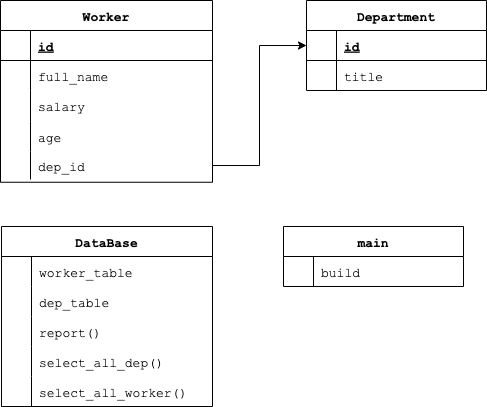 Worker
id
full_name
salary
age
dep_id
Department
id
title
DataBase
worker_table
dep_table
report()
select_all_dep()
select_all_worker()
main
build